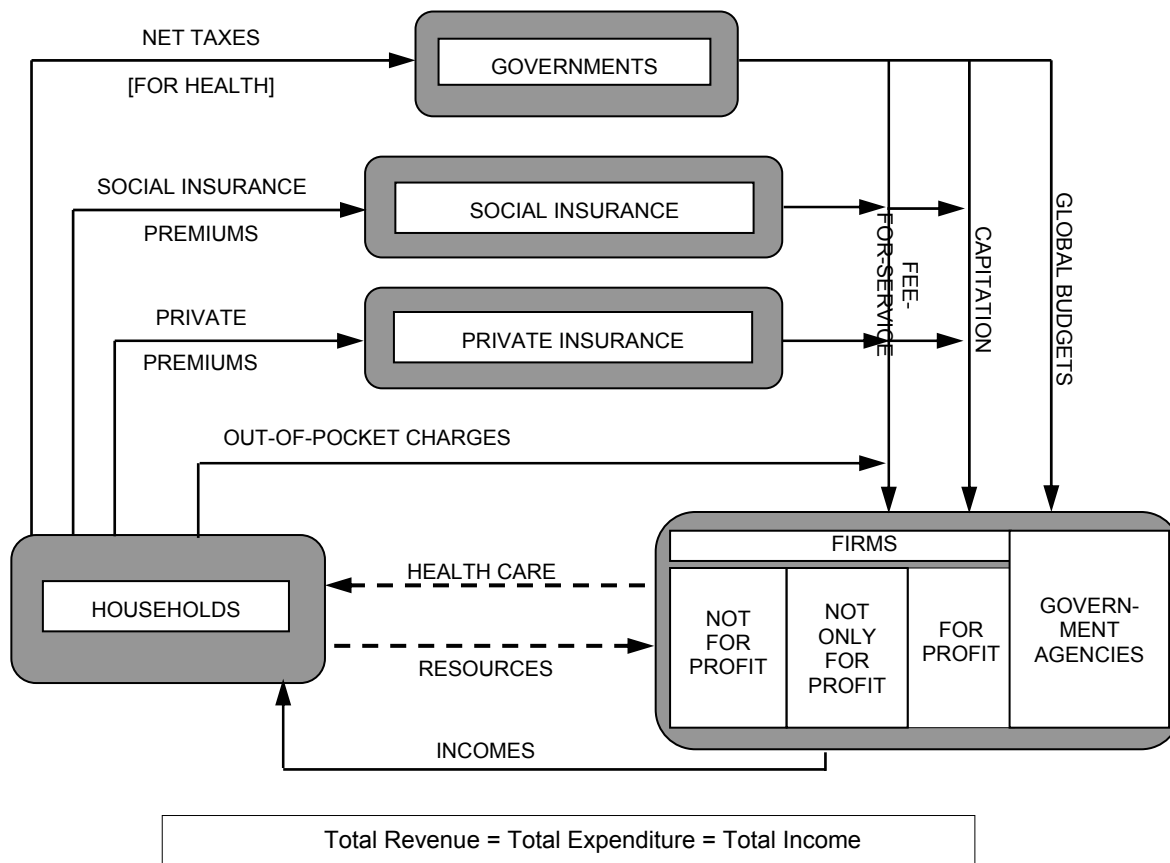 NET TAXES
[FOR HEALTH]
GOVERNMENTS
SOCIAL INSURANCE
PREMIUMS
SOCIAL INSURANCE
PRIVATE
PREMIUMS
PRIVATE INSURANCE
FEE-
FOR-SERVICE
CAPITATION
GLOBAL BUDGETS
OUT-OF-POCKET CHARGES
HOUSEHOLDS
HEALTH CARE
RESOURCES
INCOMES
FIRMS
NOT
FOR
PROFIT
NOT
ONLY
FOR
PROFIT
FOR
PROFIT
GOVERN-
MENT
AGENCIES
Total Revenue = Total Expenditure = Total Income